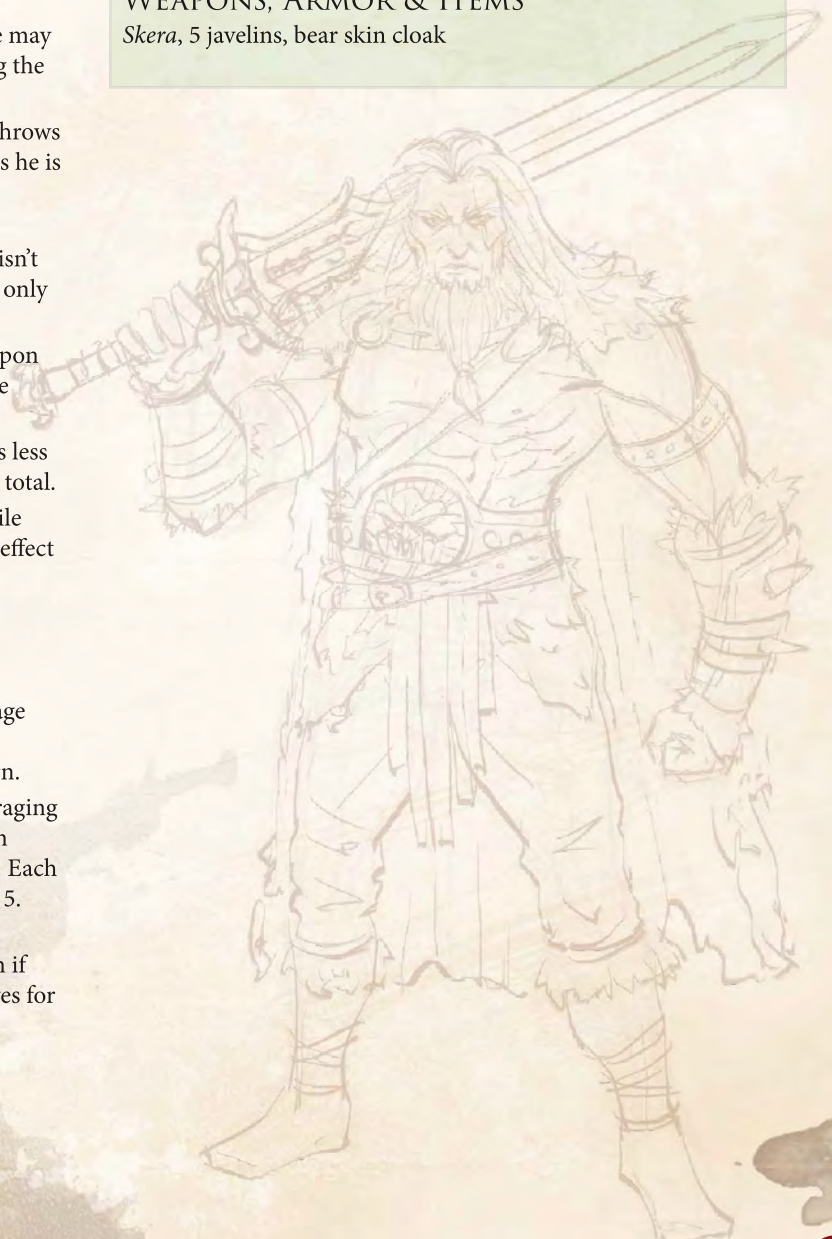 e may
g the
hrows
s he is
isn't
only
pon
e
s less
total.
ile
effect
age
n.
raging
n
Each
5.
n if
es for
WEAPONS, ARMOR & ITEMS
Skera, 5 javelins, bear skin cloak